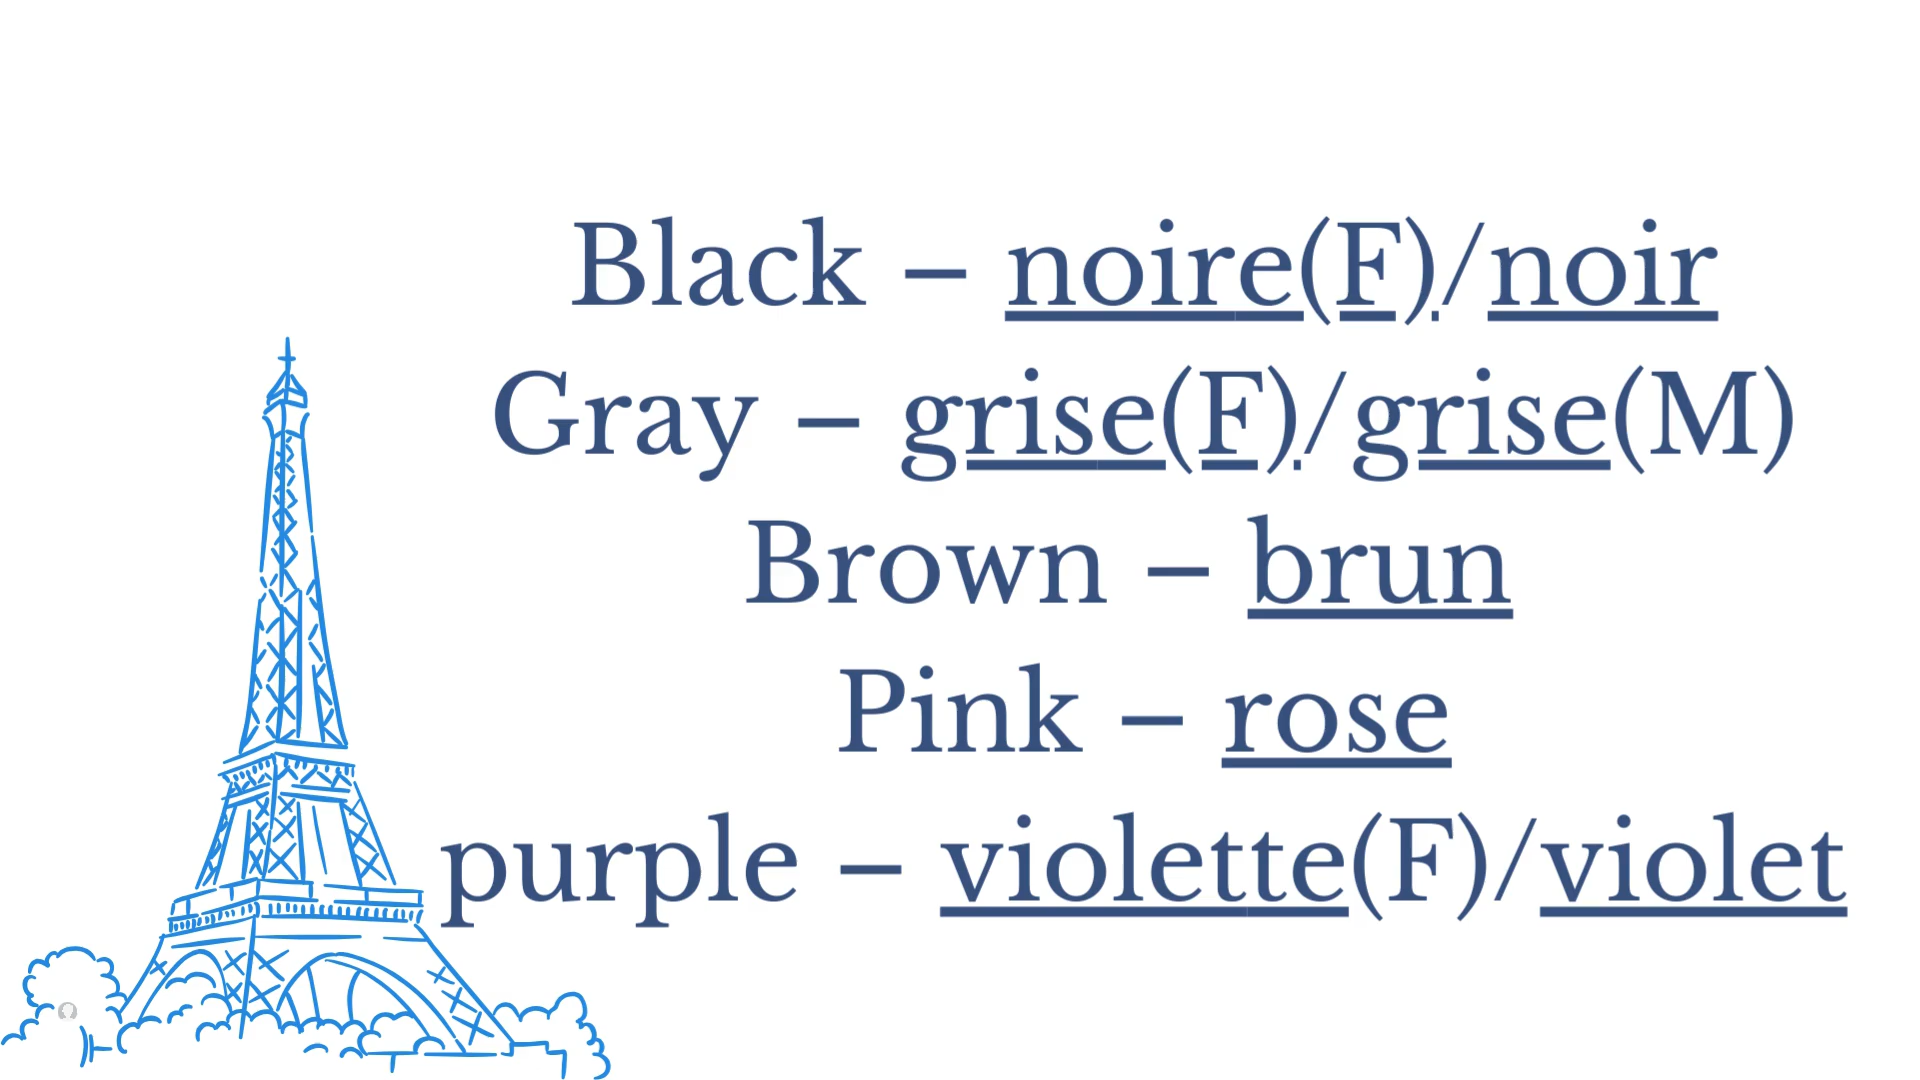 Black – noire(F)/noir
Gray – grise(F)/grise(M)
Brown – brun
Pink – rose
purple – violette(F)/violet